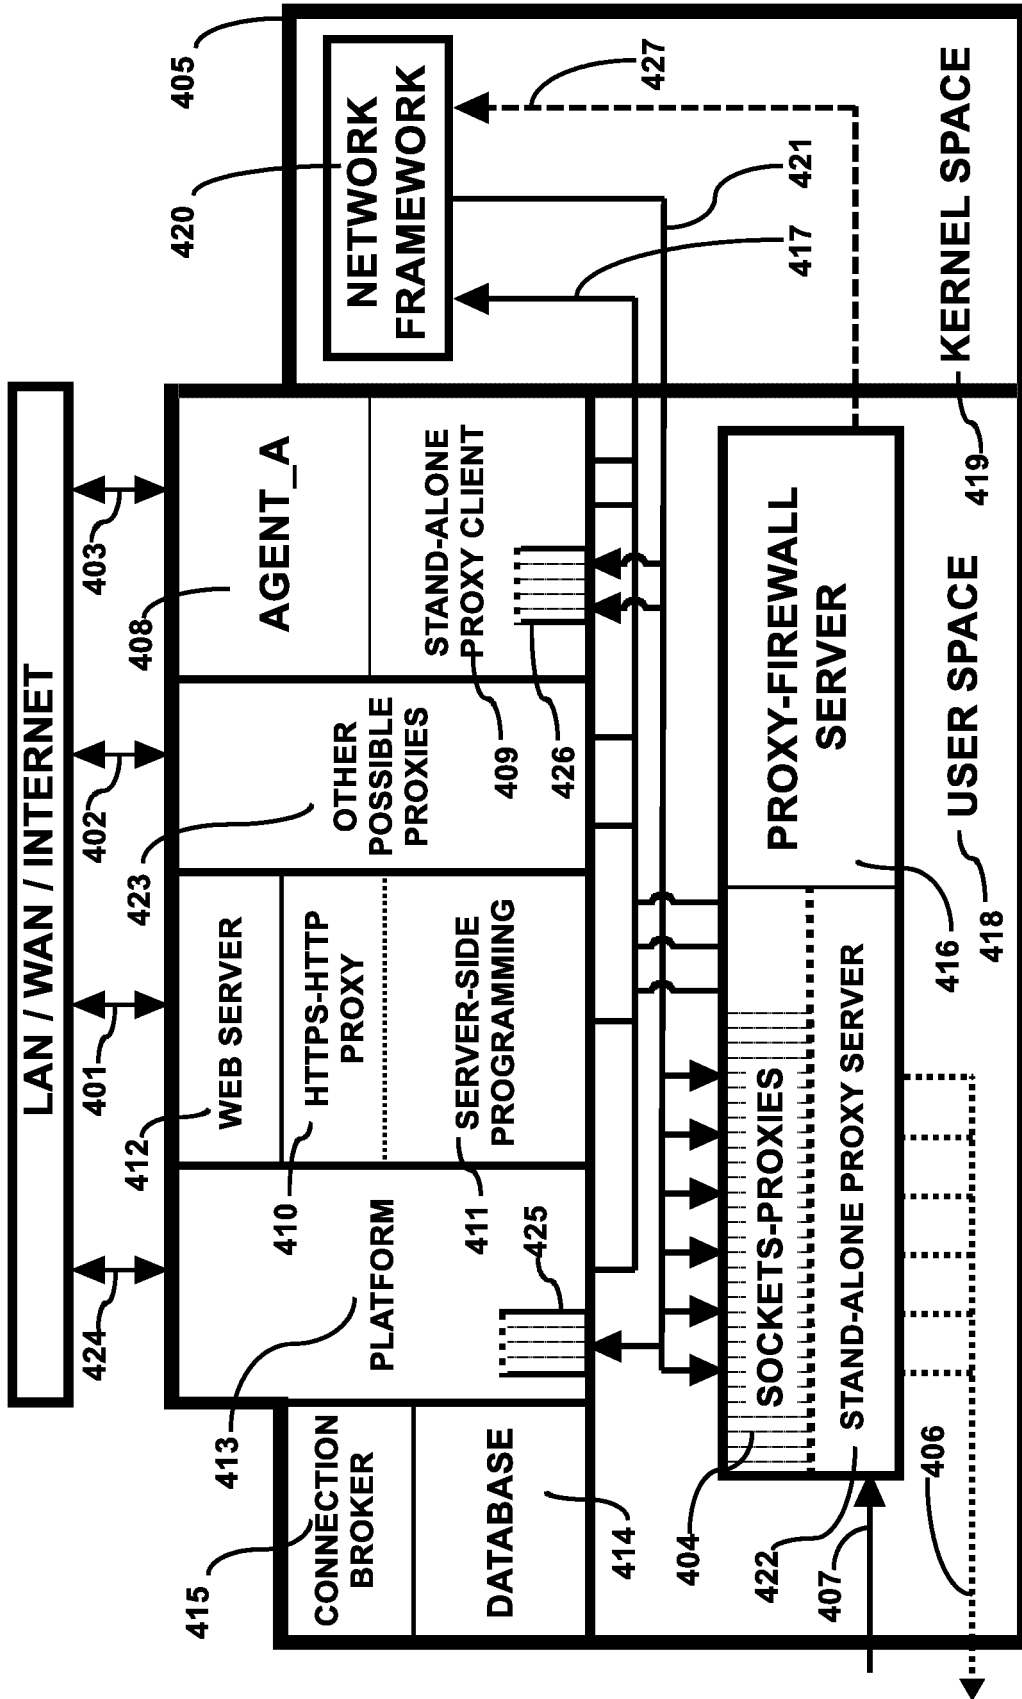 LAN / WAN / INTERNET
424
401
402
403
412
423
408
405
420
415
413
CONNECTION
BROKER
DATABASE
414
PLATFORM
425
WEB SERVER
410
HTTPS-HTTP
PROXY
411
SERVER-SIDE
PROGRAMMING
OTHER
POSSIBLE
PROXIES
AGENT_A
STAND-ALONE
PROXY CLIENT
409
426
NETWORK
FRAMEWORK
427
421
417
404
422
407
406
SOCKETS-PROXIES
STAND-ALONE PROXY SERVER
PROXY-FIREWALL
SERVER
416
418
USER SPACE
419
KERNEL SPACE